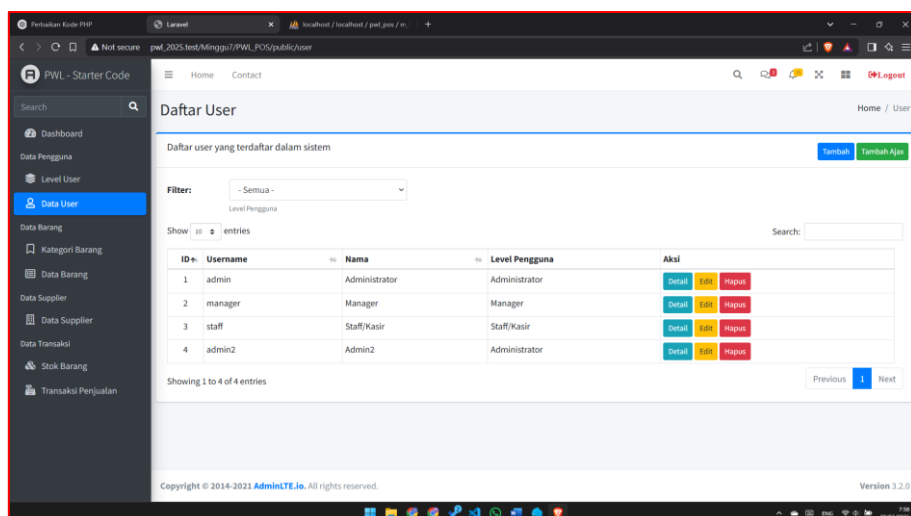 Perbaikan Kode PHP
Laravel
localhost / localhost / pwl_pos / m_
Not secure pwl_2025.test/Minggu7/PWL_POS/public/user
PWL - Starter Code
Home Contact
Logout
Search
Dashboard
Data Pengguna
Level User
Data User
Data Barang
Kategori Barang
Data Barang
Data Supplier
Data Supplier
Data Transaksi
Stok Barang
Transaksi Penjualan
Daftar User
Home / User
Daftar user yang terdaftar dalam sistem
Tambah Tambah Ajax
Filter: - Semua -
Level Pengguna
Show 10 entries
Search:
ID Username Nama Level Pengguna Aksi
1 admin Administrator Administrator Detail Edit Hapus
2 manager Manager Manager Detail Edit Hapus
3 staff Staff/Kasir Staff/Kasir Detail Edit Hapus
4 admin2 Admin2 Administrator Detail Edit Hapus
Showing 1 to 4 of 4 entries
Previous 1 Next
Copyright © 2014-2021 AdminLTE.io. All rights reserved.
Version 3.2.0
ENG
7:58